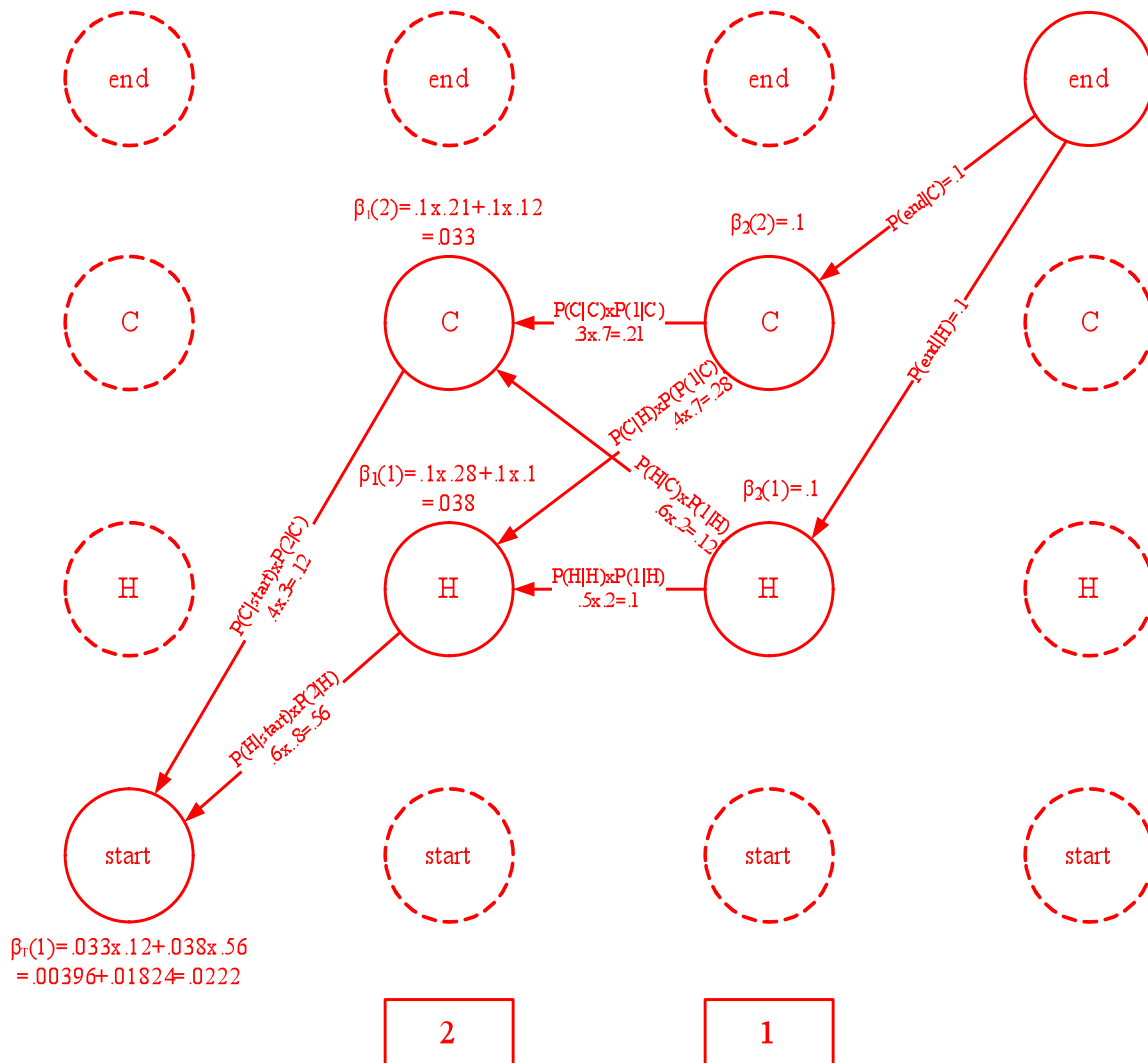 end
end
end
end
P(end|C)=.1
P(end|H)=.1
β₁(2)=.1x.21+.1x.12
=.033
β₂(2)=.1
C
C
C
C
P(C|C)xP(1|C)
.3x.7=.21
P(C|H)xP(P(1|C)
.4x.7=.28
P(H|C)xP(1|H)
.6x.2=.12
β₁(1)=.1x.28+.1x.1
=.038
β₂(1)=.1
H
H
H
H
P(H|H)xP(1|H)
.5x.2=.1
P(C|start)xP(2|C)
.4x.3=.12
P(H|start)xP(2|H)
.6x.8=.56
start
start
start
start
βT(1)=.033x.12+.038x.56
=.00396+.01824=.0222
2
1